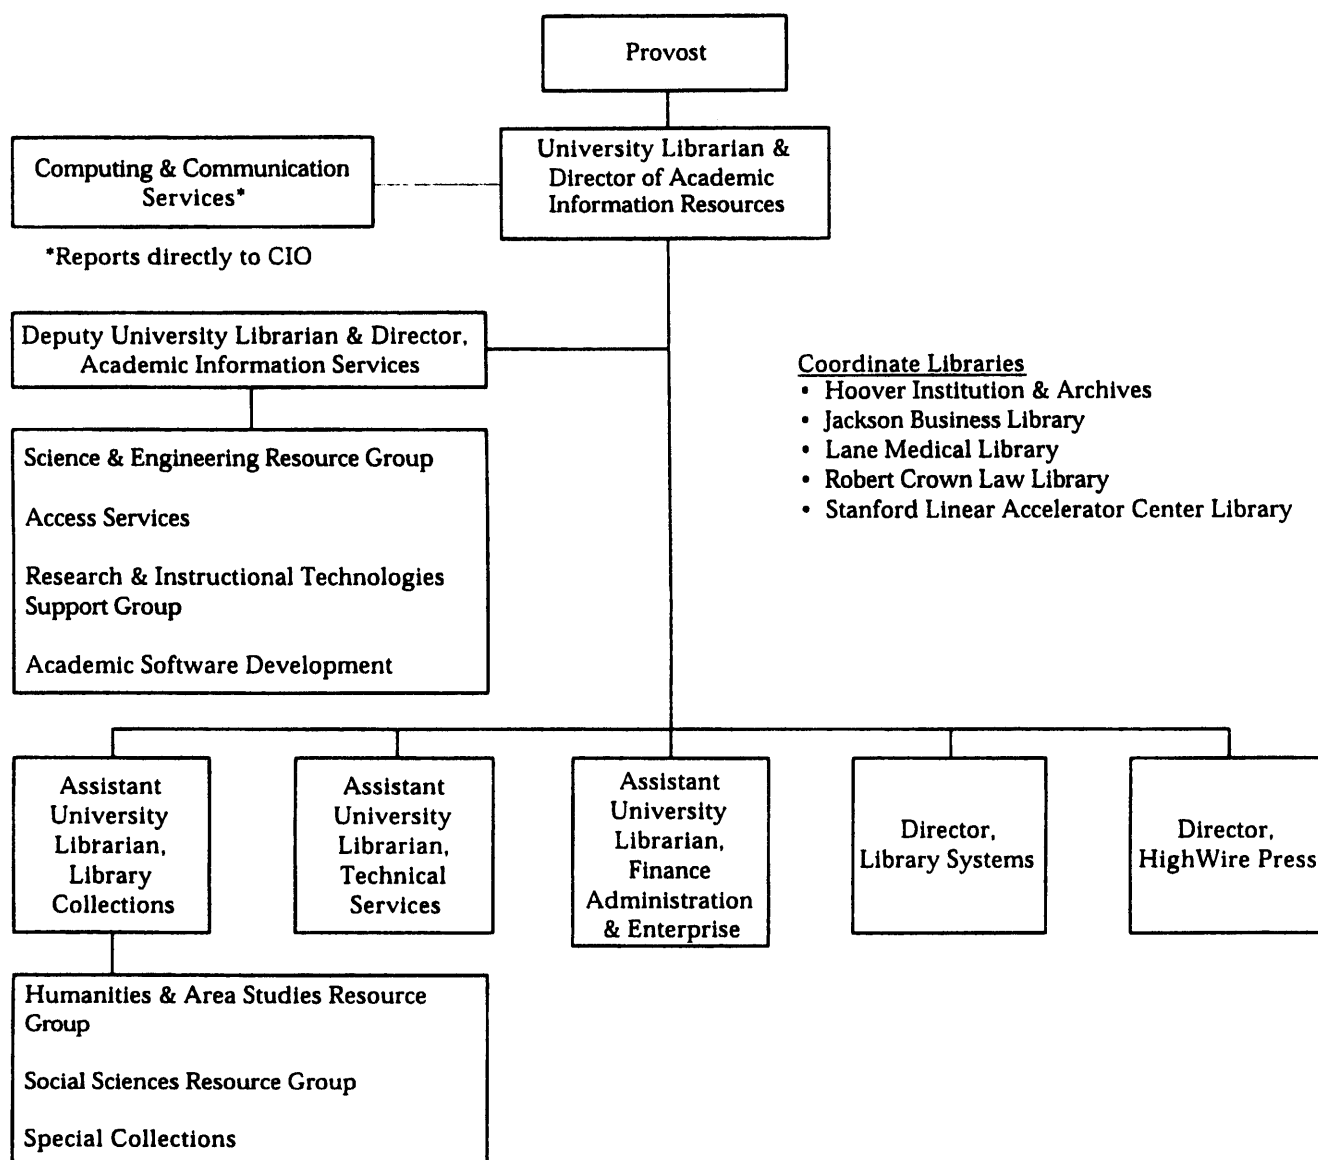 Provost
University Librarian &
Director of Academic
Information Resources
Computing & Communication
Services*
*Reports directly to CIO
Deputy University Librarian & Director,
Academic Information Services
Science & Engineering Resource Group
Access Services
Research & Instructional Technologies
Support Group
Academic Software Development
Coordinate Libraries
• Hoover Institution & Archives
• Jackson Business Library
• Lane Medical Library
• Robert Crown Law Library
• Stanford Linear Accelerator Center Library
Assistant
University
Librarian,
Library
Collections
Assistant
University
Librarian,
Technical
Services
Assistant
University
Librarian,
Finance
Administration
& Enterprise
Director,
Library Systems
Director,
HighWire Press
Humanities & Area Studies Resource
Group
Social Sciences Resource Group
Special Collections